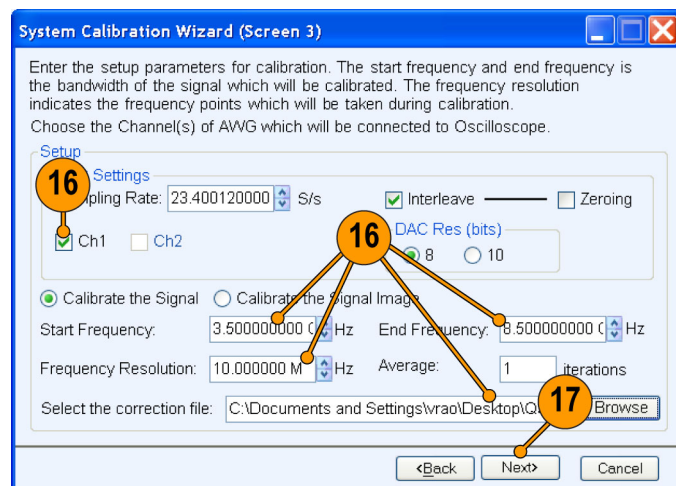 System Calibration Wizard (Screen 3)
Enter the setup parameters for calibration. The start frequency and end frequency is
the bandwidth of the signal which will be calibrated. The frequency resolution
indicates the frequency points which will be taken during calibration.
Choose the Channel(s) of AWG which will be connected to Oscilloscope.
Setup
16 Settings
pling Rate: 23.400120000 S/s Interleave Zeroing
Ch1 Ch2 16 DAC Res (bits)
8 10
Calibrate the Signal Calibrate the Signal Image
Start Frequency: 3.500000000 Hz End Frequency: 8.500000000 Hz
Frequency Resolution: 10.000000 M Hz Average: 1 iterations
Select the correction file: C:\Documents and Settings\vrao\Desktop\Q 17 Browse
<Back Next> Cancel